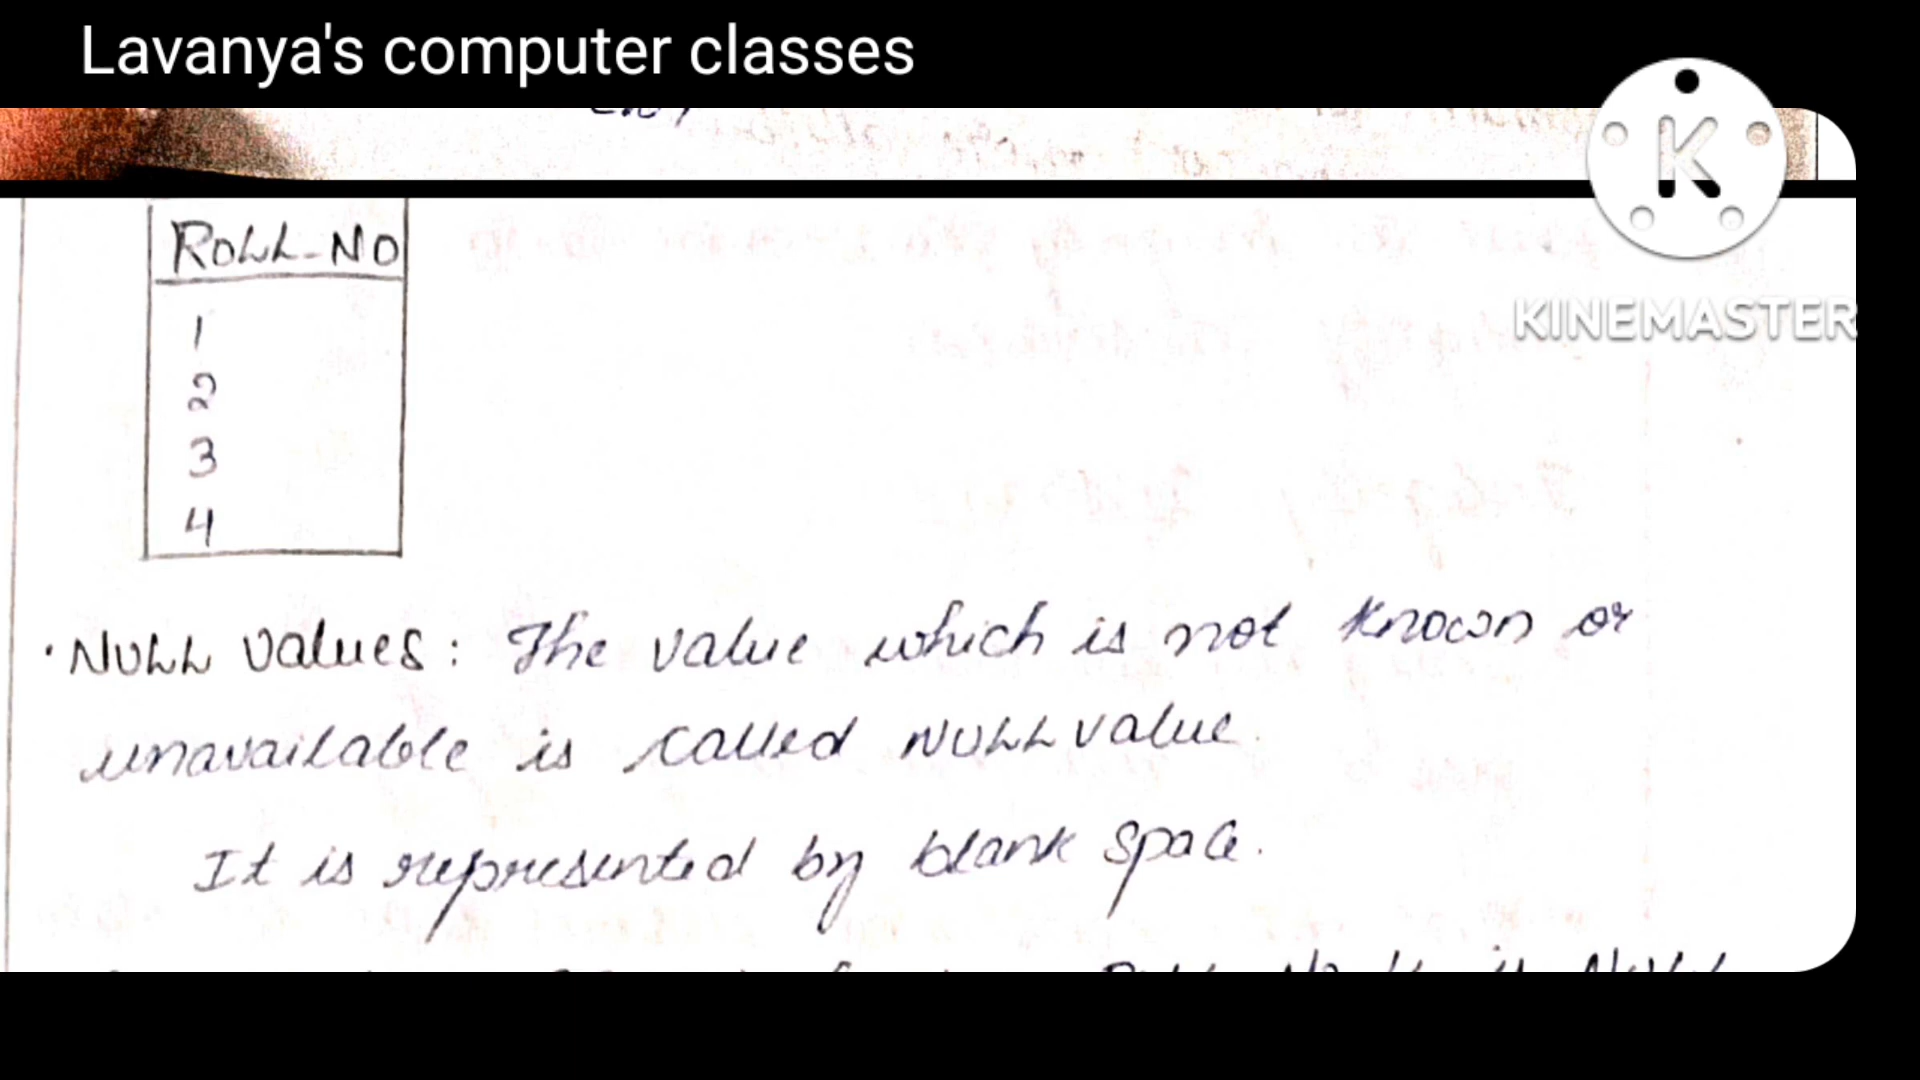 Lavanya's computer classes
K
KINEMASTER
ROLL-NO
1
2
3
4
· NULL values : The value which is not known or
unavailable is called NULL value.
It is represented by blank space.